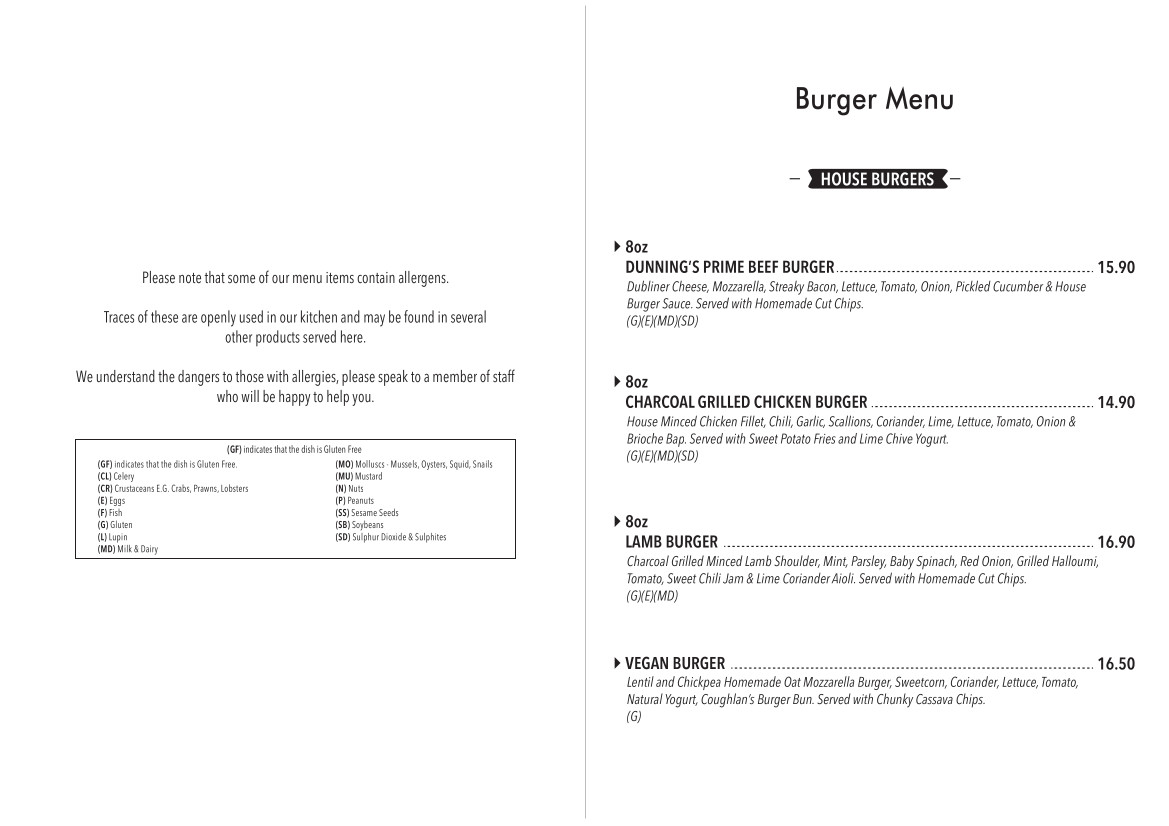 Please note that some of our menu items contain allergens.
Traces of these are openly used in our kitchen and may be found in several
other products served here.
We understand the dangers to those with allergies, please speak to a member of staff
who will be happy to help you.
(GF) indicates that the dish is Gluten Free
(GF) indicates that the dish is Gluten Free.
(CL) Celery
(CR) Crustaceans E.G. Crabs, Prawns, Lobsters
(E) Eggs
(F) Fish
(G) Gluten
(L) Lupin
(MD) Milk & Dairy
(MO) Molluscs - Mussels, Oysters, Squid, Snails
(MU) Mustard
(N) Nuts
(P) Peanuts
(SS) Sesame Seeds
(SB) Soybeans
(SD) Sulphur Dioxide & Sulphites
Burger Menu
HOUSE BURGERS
8oz
DUNNING'S PRIME BEEF BURGER 15.90
Dubliner Cheese, Mozzarella, Streaky Bacon, Lettuce, Tomato, Onion, Pickled Cucumber & House
Burger Sauce. Served with Homemade Cut Chips.
(G)(E)(MD)(SD)
8oz
CHARCOAL GRILLED CHICKEN BURGER 14.90
House Minced Chicken Fillet, Chili, Garlic, Scallions, Coriander, Lime, Lettuce, Tomato, Onion &
Brioche Bap. Served with Sweet Potato Fries and Lime Chive Yogurt.
(G)(E)(MD)(SD)
8oz
LAMB BURGER 16.90
Charcoal Grilled Minced Lamb Shoulder, Mint, Parsley, Baby Spinach, Red Onion, Grilled Halloumi,
Tomato, Sweet Chili Jam & Lime Coriander Aioli. Served with Homemade Cut Chips.
(G)(E)(MD)
VEGAN BURGER 16.50
Lentil and Chickpea Homemade Oat Mozzarella Burger, Sweetcorn, Coriander, Lettuce, Tomato,
Natural Yogurt, Coughlan's Burger Bun. Served with Chunky Cassava Chips.
(G)